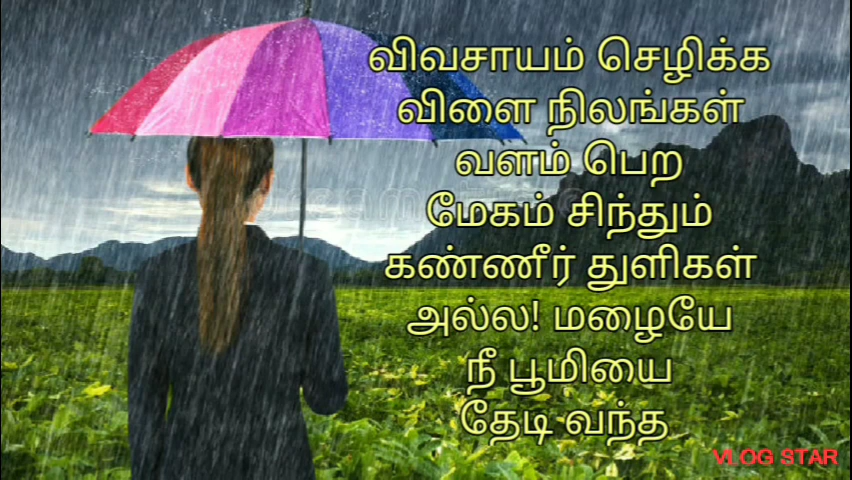 விவசாயம் செழிக்க
விளை நிலங்கள்
வளம் பெற
மேகம் சிந்தும்
கண்ணீர் துளிகள்
அல்ல! மழையே
நீ பூமியை
தேடி வந்த
VLOG STAR